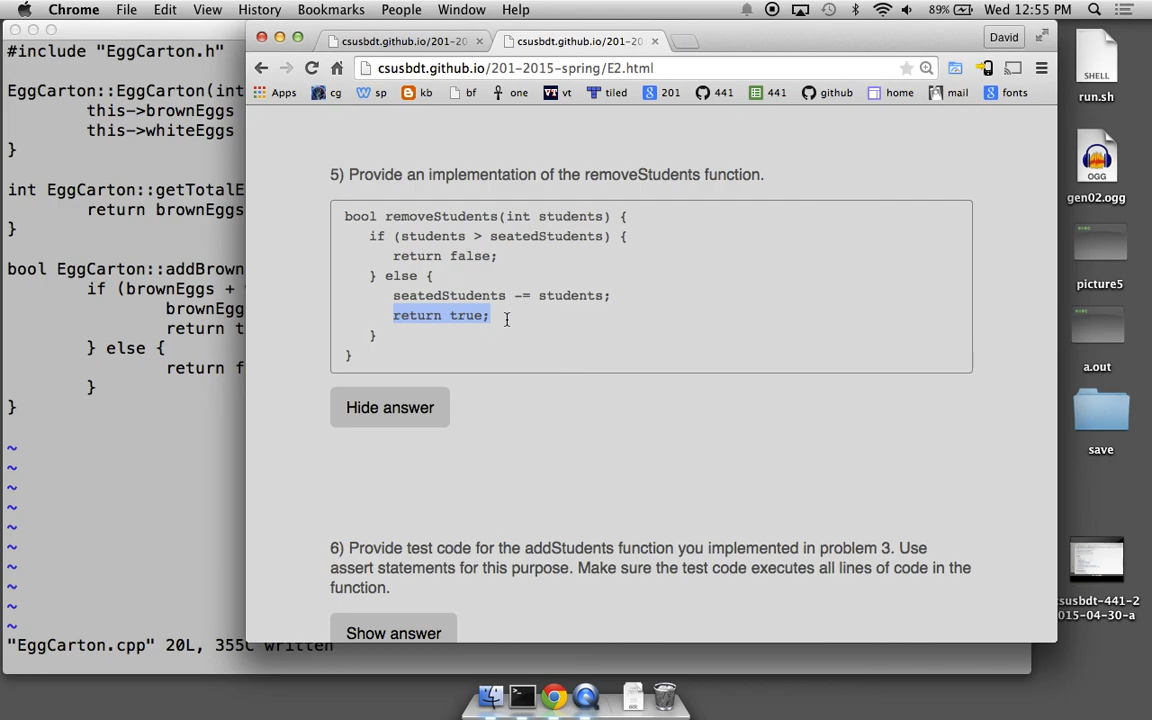 Chrome File Edit View History Bookmarks People Window Help 89% Wed 12:55 PM
#include "EggCarton.h"
EggCarton::EggCarton(int
this->brownEggs
this->whiteEggs
}
int EggCarton::getTotalE
return brownEggs
}
bool EggCarton::addBrown
if (brownEggs +
brownEgg
return t
} else {
return f
}
}
~
~
~
~
~
~
~
~
~
~
"EggCarton.cpp" 20L, 355C written
csusbdt.github.io/201-20
csusbdt.github.io/201-20
David
csusbdt.github.io/201-2015-spring/E2.html
Apps cg sp kb bf one vt tiled 201 441 441 github home mail fonts
5) Provide an implementation of the removeStudents function.
bool removeStudents(int students) {
if (students > seatedStudents) {
return false;
} else {
seatedStudents -= students;
return true;
}
}
Hide answer
6) Provide test code for the addStudents function you implemented in problem 3. Use
assert statements for this purpose. Make sure the test code executes all lines of code in the
function.
Show answer
SHELL
run.sh
OGG
gen02.ogg
picture5
a.out
save
csusbdt-441-2
015-04-30-a